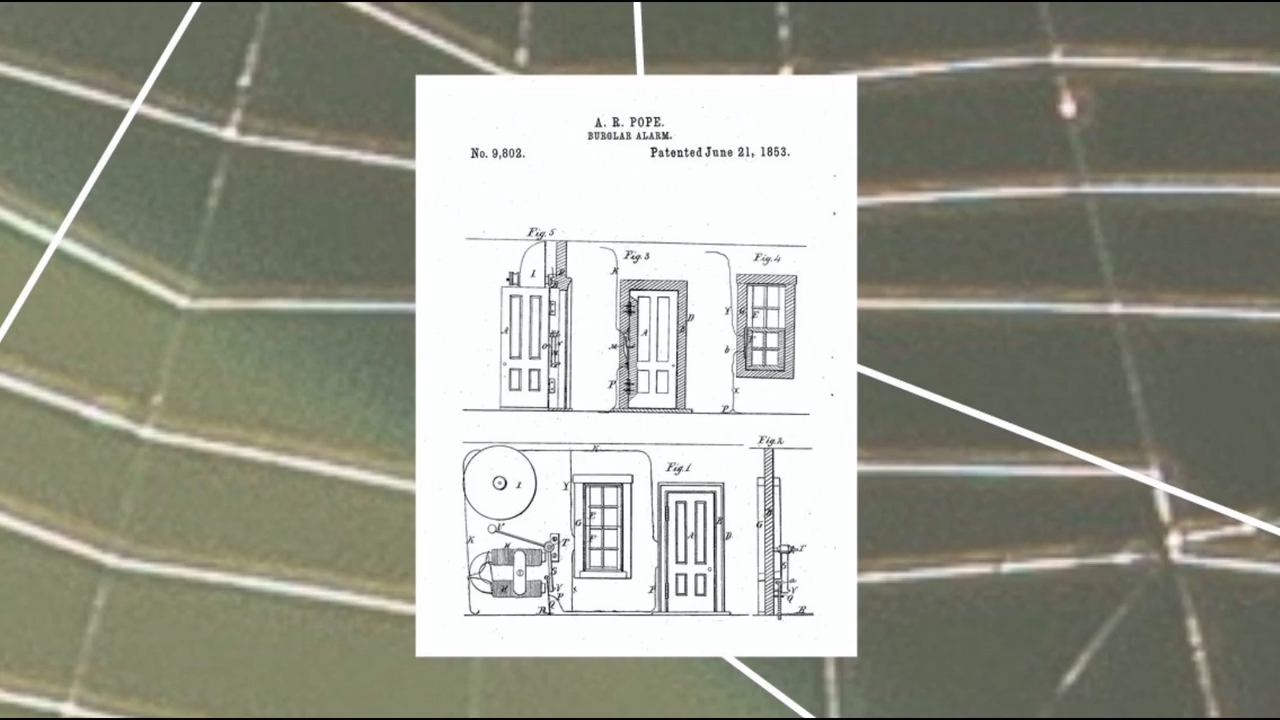 A. R. POPE.
BURGLAR ALARM.
No. 9,802.
Patented June 21, 1853.
Fig. 5
Fig. 3
Fig. 4
Fig. 1
Fig. 2